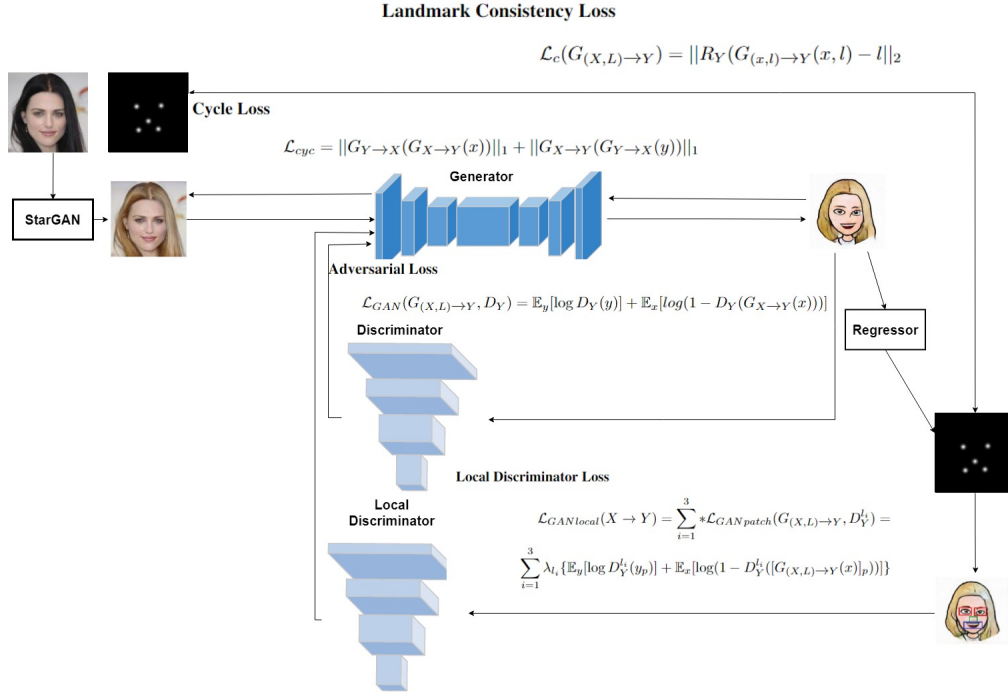 Landmark Consistency Loss
$\mathcal{L}_c(G_{(X,L)\to Y}) = ||R_Y(G_{(x,l)\to Y}(x,l) - l||_2$
Cycle Loss
$\mathcal{L}_{cyc} = ||G_{Y\to X}(G_{X\to Y}(x))||_1 + ||G_{X\to Y}(G_{Y\to X}(y))||_1$
Generator
StarGAN
Adversarial Loss
$\mathcal{L}_{GAN}(G_{(X,L)\to Y}, D_Y) = \mathbb{E}_y[\log D_Y(y)] + \mathbb{E}_x[log(1 - D_Y(G_{X\to Y}(x)))]$
Discriminator
Regressor
Local Discriminator Loss
Local
Discriminator
$\mathcal{L}_{GANlocal}(X \to Y) = \sum_{i=1}^{3} *\mathcal{L}_{GANpatch}(G_{(X,L)\to Y}, D_Y^{l_i}) =$
$\sum_{i=1}^{3} \lambda_{l_i}\{\mathbb{E}_y[\log D_Y^{l_i}(y_p)] + \mathbb{E}_x[\log(1 - D_Y^{l_i}([G_{(X,L)\to Y}(x)]_p))]\}$